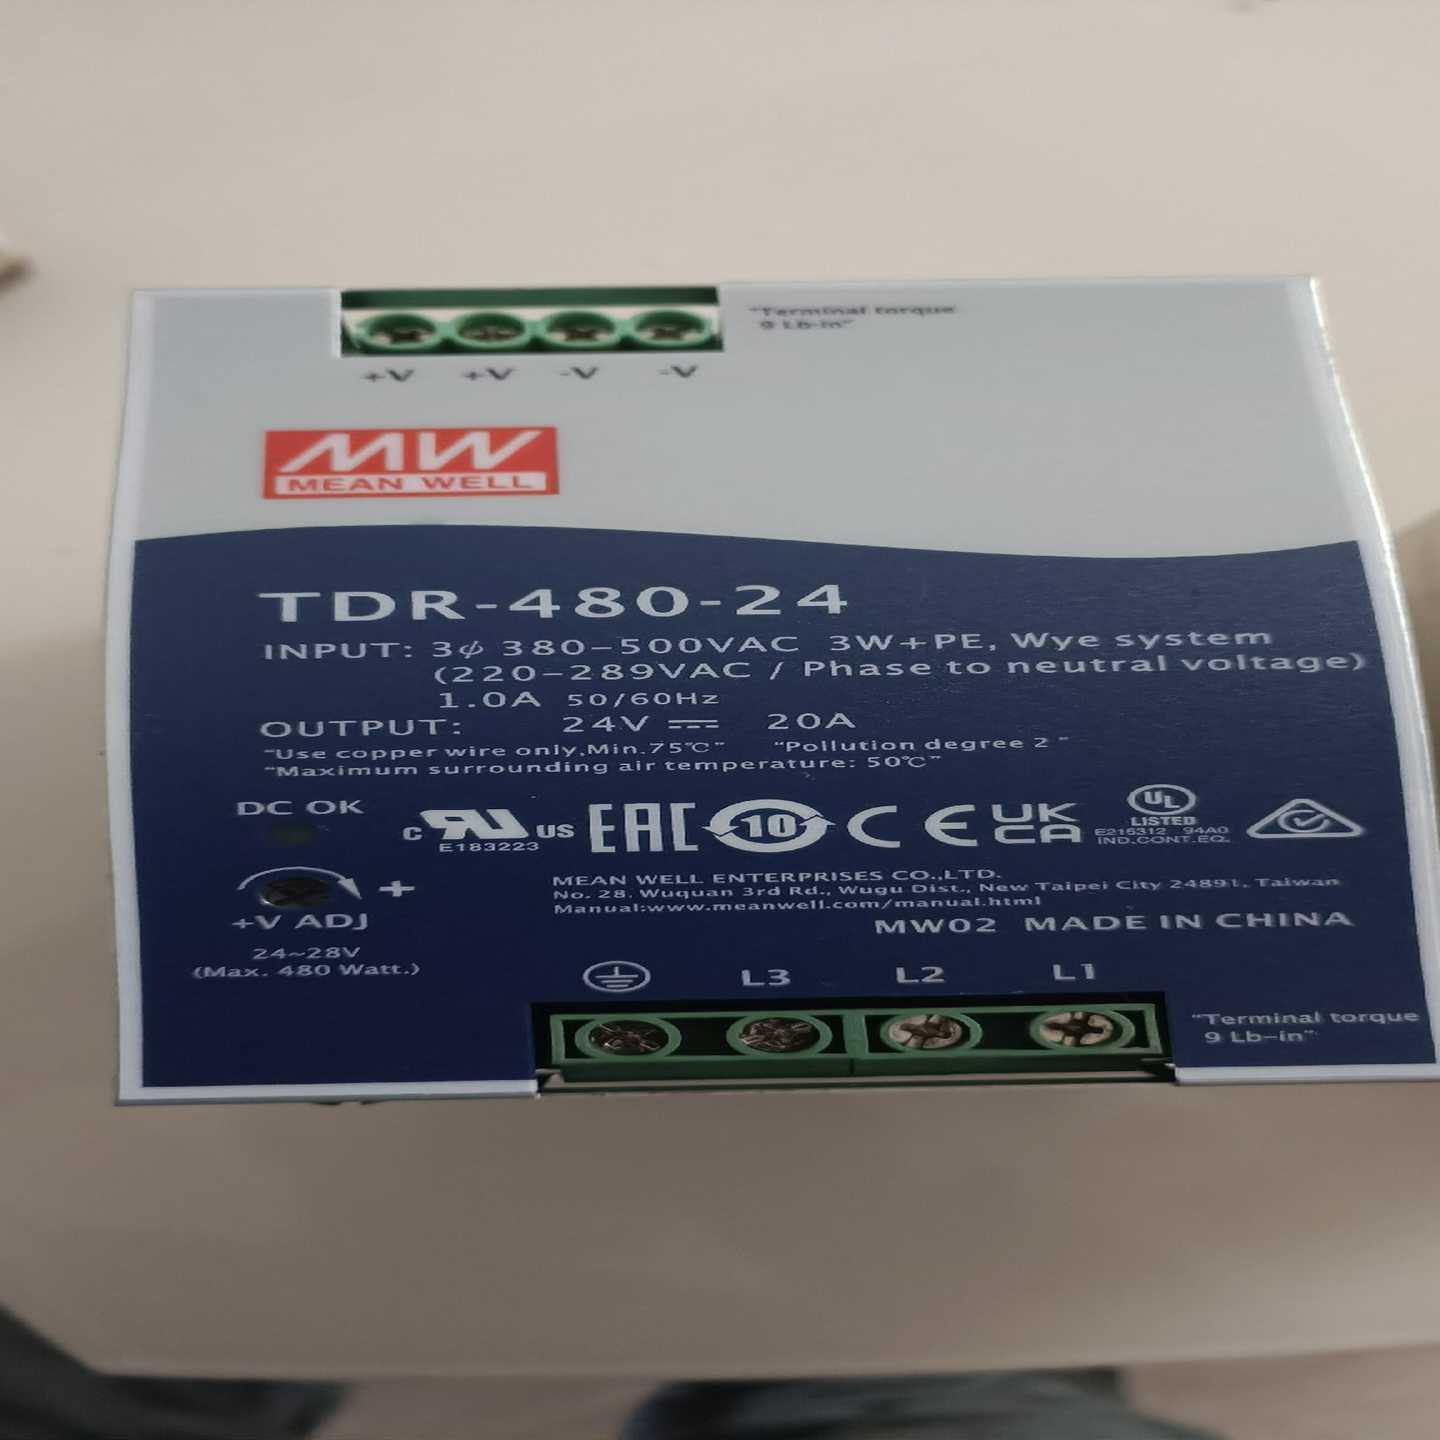 "Terminal torque
9 Lb-in"
+V +V -V -V
MW
MEAN WELL
TDR-480-24
INPUT: 3φ 380-500VAC 3W+PE, Wye system
(220-289VAC / Phase to neutral voltage)
1.0A 50/60Hz
OUTPUT: 24V ⎓ 20A
"Use copper wire only,Min.75℃" "Pollution degree 2"
"Maximum surrounding air temperature: 50℃"
DC OK
c RU US
E183223
EAC
10
CE
UK
CA
UL
LISTED
E216312 94A0
IND.CONT.EQ.
+
+V ADJ
24~28V
(Max. 480 Watt.)
MEAN WELL ENTERPRISES CO.,LTD.
No. 28, Wuquan 3rd Rd., Wugu Dist., New Taipei City 24891, Taiwan
Manual:www.meanwell.com/manual.html
MW02 MADE IN CHINA
L3 L2 L1
"Terminal torque
9 Lb-in"